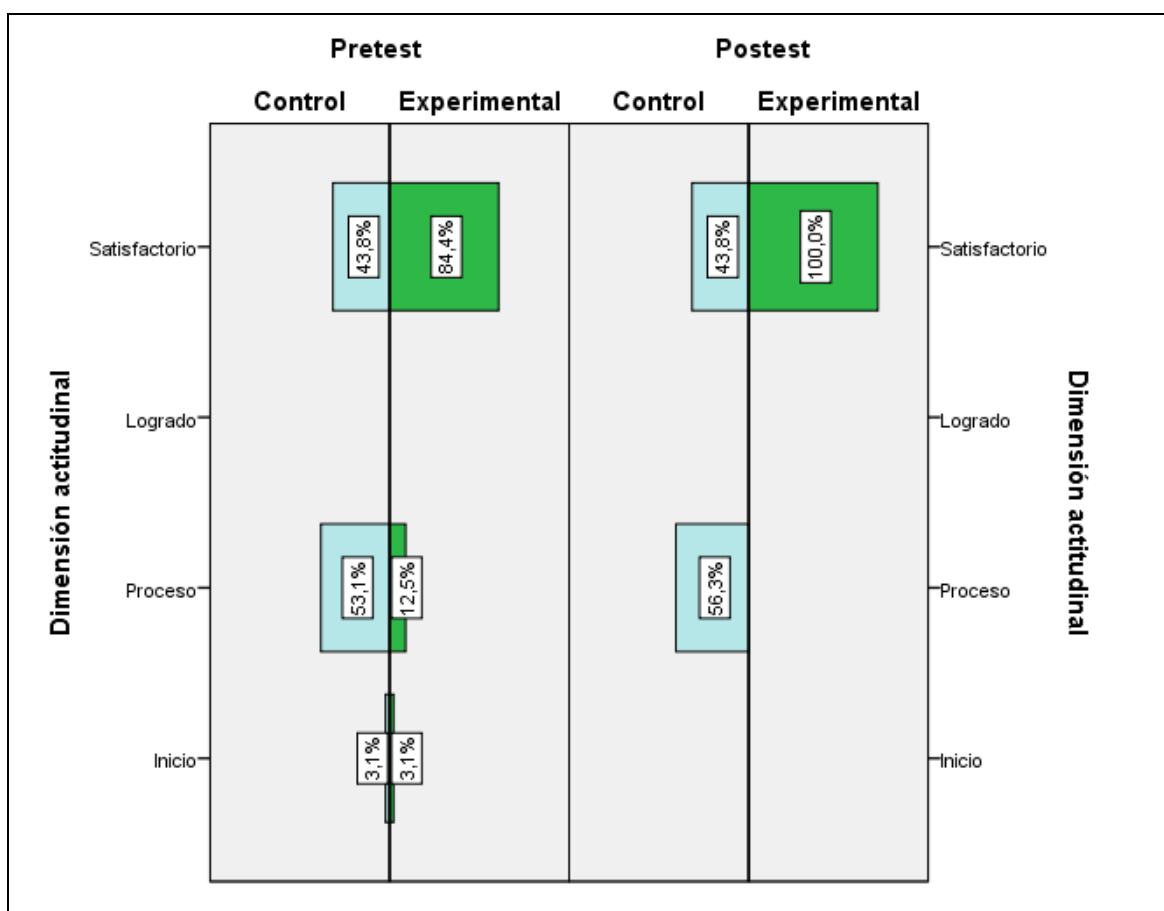 Pretest Postest
Control Experimental Control Experimental
Satisfactorio 43,8% 84,4% 43,8% 100,0% Satisfactorio
Logrado Logrado
Dimensión actitudinal
Dimensión actitudinal
Proceso 53,1% 12,5% 56,3% Proceso
Inicio 3,1% 3,1% Inicio